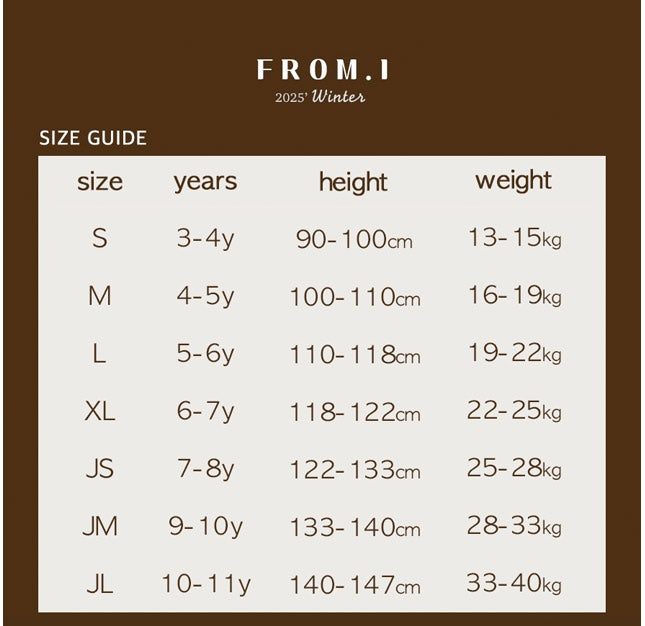 FROM.I
2025' Winter
SIZE GUIDE
size years height weight
S 3-4y 90-100cm 13-15kg
M 4-5y 100-110cm 16-19kg
L 5-6y 110-118cm 19-22kg
XL 6-7y 118-122cm 22-25kg
JS 7-8y 122-133cm 25-28kg
JM 9-10y 133-140cm 28-33kg
JL 10-11y 140-147cm 33-40kg